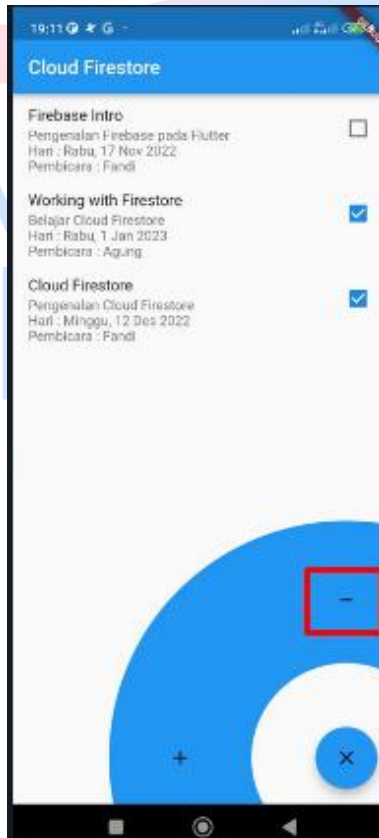 19:11
Cloud Firestore
Firebase Intro
Pengenalan Firebase pada Flutter
Hari : Rabu, 17 Nov 2022
Pembicara : Fandi
Working with Firestore
Belajar Cloud Firestore
Hari : Rabu, 1 Jan 2023
Pembicara : Agung
Cloud Firestore
Pengenalan Cloud Firestore
Hari : Minggu, 12 Des 2022
Pembicara : Fandi
−
+
×